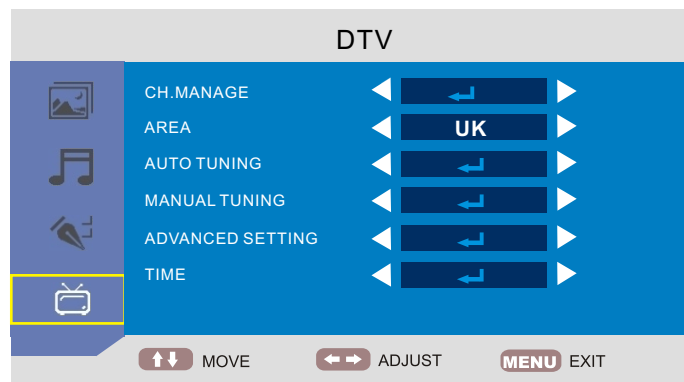 DTV
CH.MANAGE
AREA UK
AUTO TUNING
MANUAL TUNING
ADVANCED SETTING
TIME
MOVE ADJUST MENU EXIT